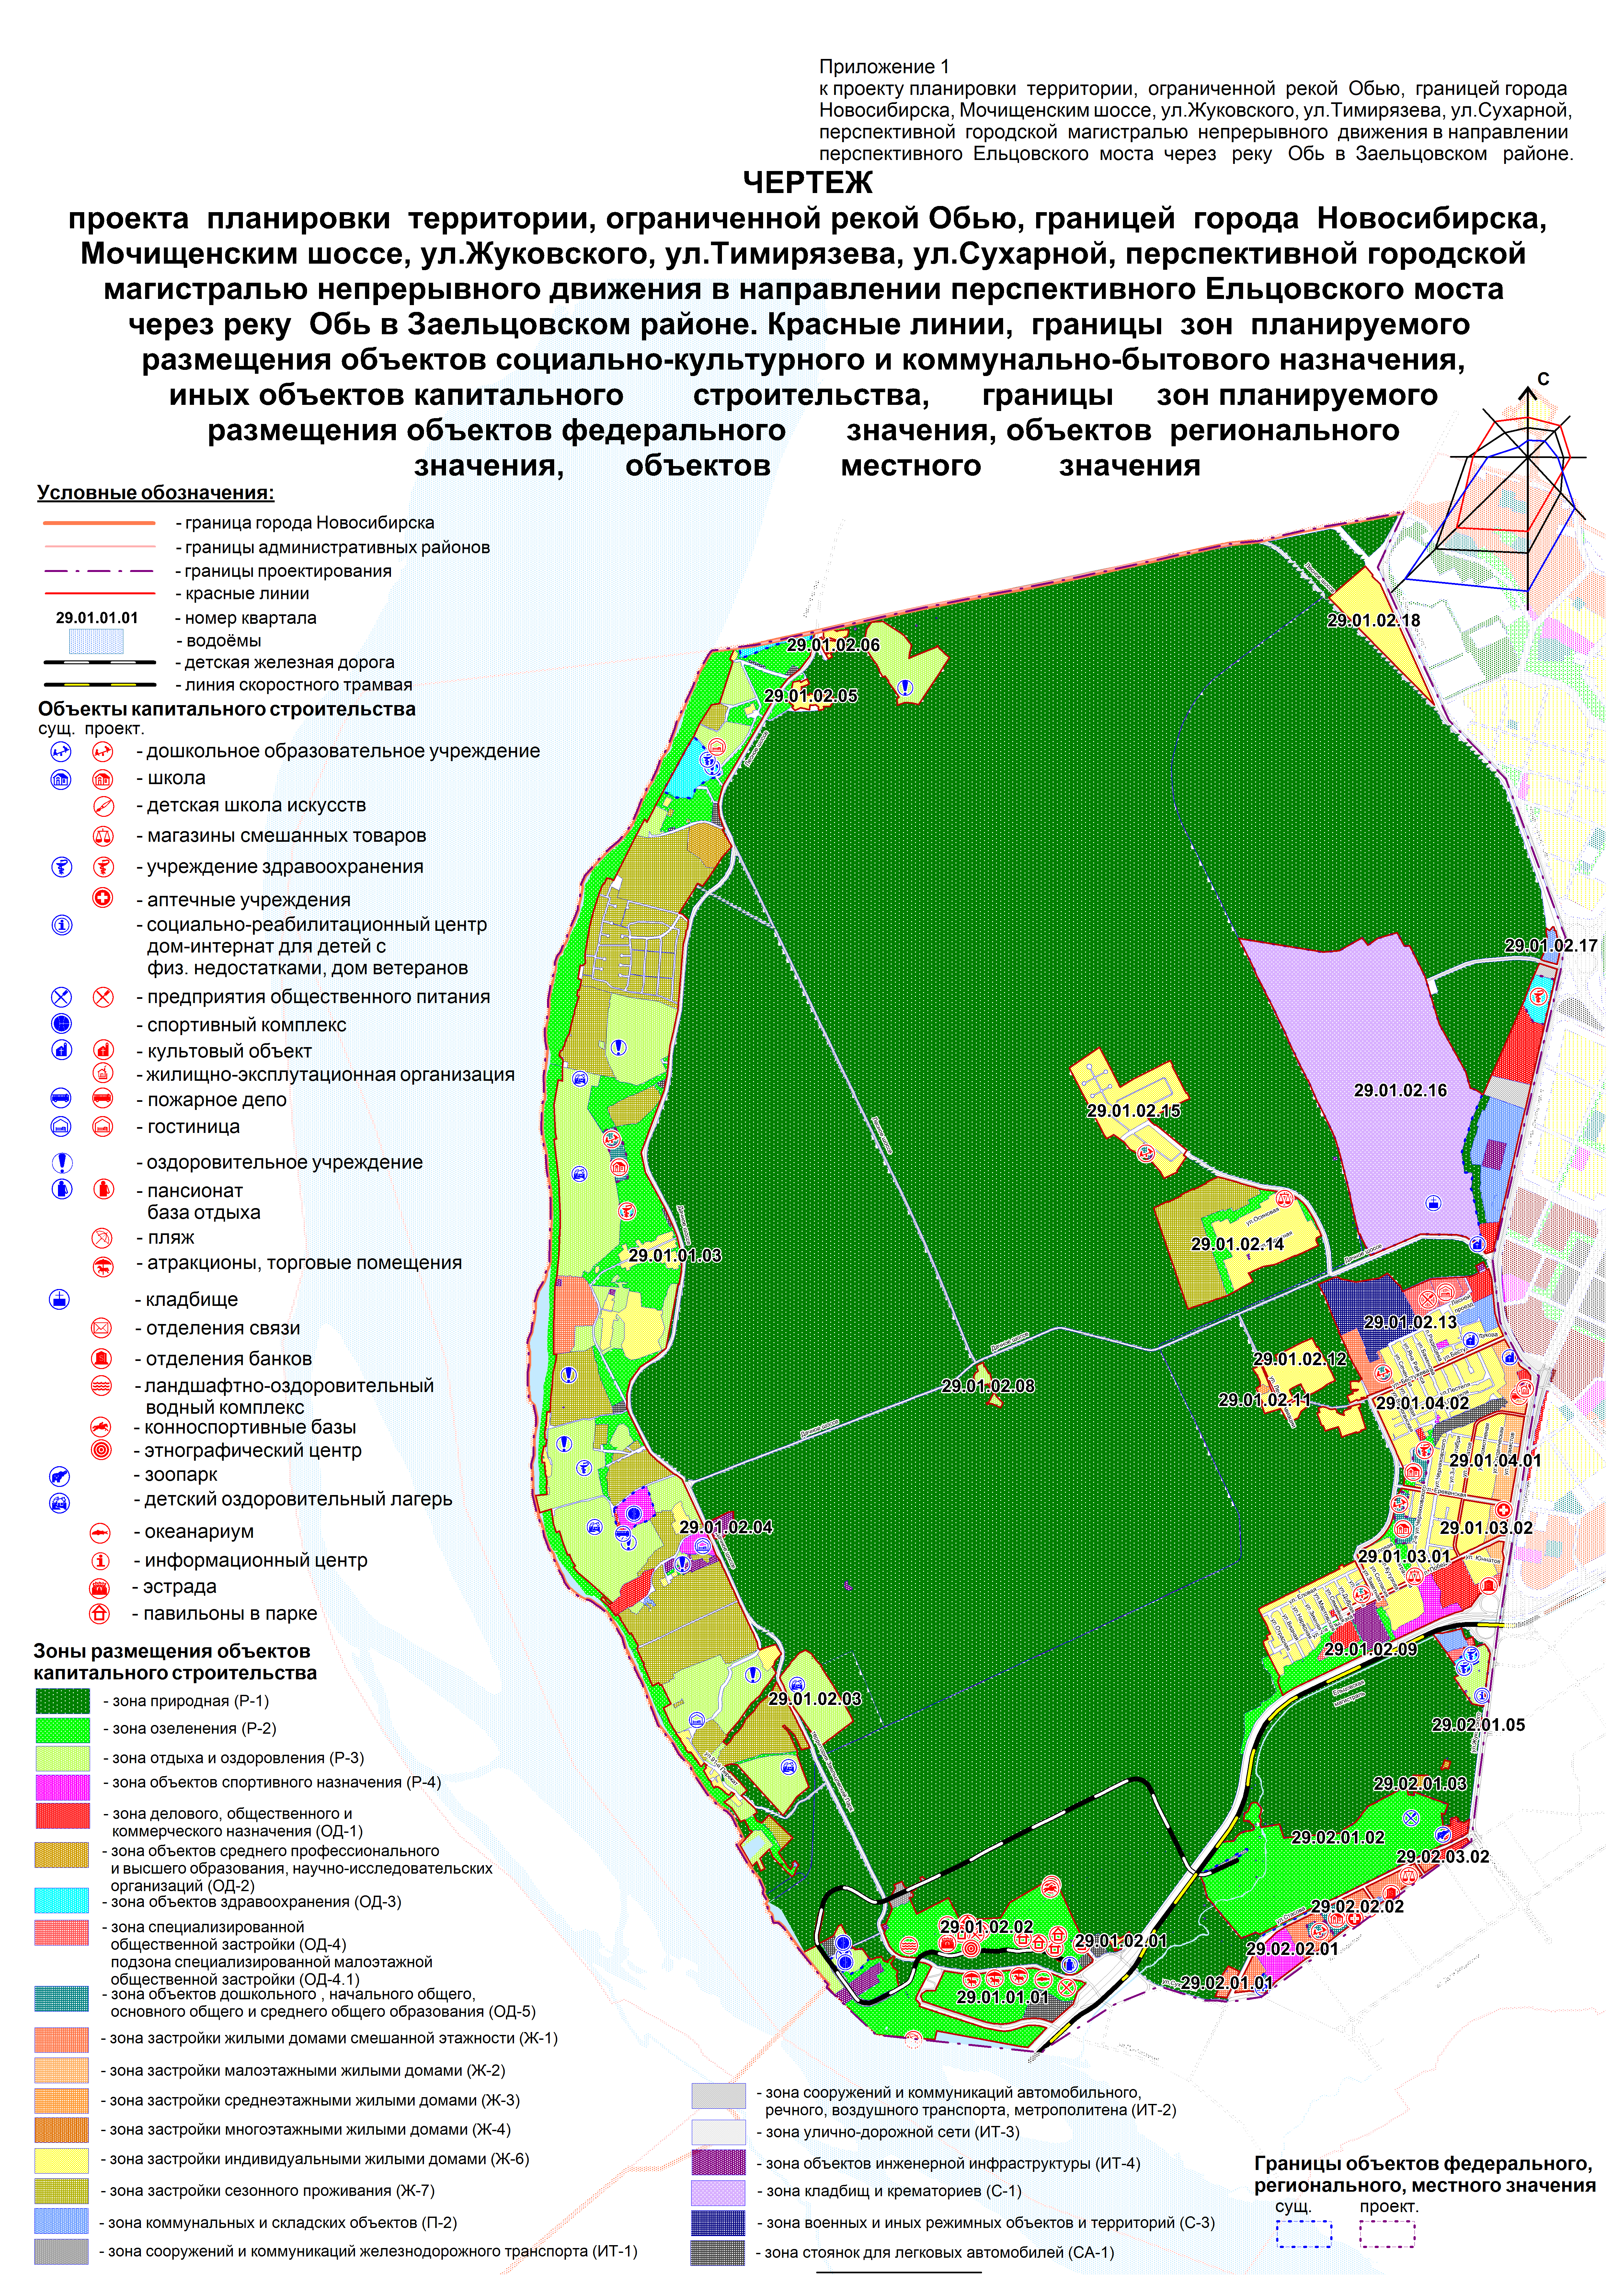 Приложение 1
к проекту планировки территории, ограниченной рекой Обью, границей города
Новосибирска, Мочищенским шоссе, ул.Жуковского, ул.Тимирязева, ул.Сухарной,
перспективной городской магистралью непрерывного движения в направлении
перспективного Ельцовского моста через реку Обь в Заельцовском районе.
ЧЕРТЕЖ
проекта планировки территории, ограниченной рекой Обью, границей города Новосибирска,
Мочищенским шоссе, ул.Жуковского, ул.Тимирязева, ул.Сухарной, перспективной городской
магистралью непрерывного движения в направлении перспективного Ельцовского моста
через реку Обь в Заельцовском районе. Красные линии, границы зон планируемого
размещения объектов социально-культурного и коммунально-бытового назначения,
иных объектов капитального строительства, границы зон планируемого
размещения объектов федерального значения, объектов регионального
значения, объектов местного значения
С
Условные обозначения:
- граница города Новосибирска
- границы административных районов
- границы проектирования
- красные линии
29.01.01.01 - номер квартала
- водоёмы
- детская железная дорога
- линия скоростного трамвая
Объекты капитального строительства
сущ. проект.
- дошкольное образовательное учреждение
- школа
- детская школа искусств
- магазины смешанных товаров
- учреждение здравоохранения
- аптечные учреждения
- социально-реабилитационный центр
дом-интернат для детей с
физ. недостатками, дом ветеранов
- предприятия общественного питания
- спортивный комплекс
- культовый объект
- жилищно-эксплутационная организация
- пожарное депо
- гостиница
- оздоровительное учреждение
- пансионат
база отдыха
- пляж
- атракционы, торговые помещения
- кладбище
- отделения связи
- отделения банков
- ландшафтно-оздоровительный
водный комплекс
- конноспортивные базы
- этнографический центр
- зоопарк
- детский оздоровительный лагерь
- океанариум
- информационный центр
- эстрада
- павильоны в парке
Зоны размещения объектов
капитального строительства
- зона природная (Р-1)
- зона озеленения (Р-2)
- зона отдыха и оздоровления (Р-3)
- зона объектов спортивного назначения (Р-4)
- зона делового, общественного и
коммерческого назначения (ОД-1)
- зона объектов среднего профессионального
и высшего образования, научно-исследовательских
организаций (ОД-2)
- зона объектов здравоохранения (ОД-3)
- зона специализированной
общественной застройки (ОД-4)
подзона специализированной малоэтажной
общественной застройки (ОД-4.1)
- зона объектов дошкольного , начального общего,
основного общего и среднего общего образования (ОД-5)
- зона застройки жилыми домами смешанной этажности (Ж-1)
- зона застройки малоэтажными жилыми домами (Ж-2)
- зона застройки среднеэтажными жилыми домами (Ж-3)
- зона застройки многоэтажными жилыми домами (Ж-4)
- зона застройки индивидуальными жилыми домами (Ж-6)
- зона застройки сезонного проживания (Ж-7)
- зона коммунальных и складских объектов (П-2)
- зона сооружений и коммуникаций железнодорожного транспорта (ИТ-1)
- зона сооружений и коммуникаций автомобильного,
речного, воздушного транспорта, метрополитена (ИТ-2)
- зона улично-дорожной сети (ИТ-3)
- зона объектов инженерной инфраструктуры (ИТ-4)
- зона кладбищ и крематориев (С-1)
- зона военных и иных режимных объектов и территорий (С-3)
- зона стоянок для легковых автомобилей (СА-1)
Границы объектов федерального,
регионального, местного значения
сущ. проект.
29.01.02.18
29.01.02.06
29.01.02.05
29.01.02.17
29.01.02.16
29.01.02.15
29.01.02.14
29.01.01.03
29.01.02.13
29.01.02.12
29.01.02.08
29.01.02.11
29.01.04.02
29.01.04.01
29.01.02.04
29.01.03.02
29.01.03.01
29.01.02.09
29.01.02.03
29.02.01.05
29.02.01.03
29.02.01.02
29.02.03.02
29.02.02.02
29.01.02.02
29.01.02.01
29.02.02.01
29.02.01.01
29.01.01.01